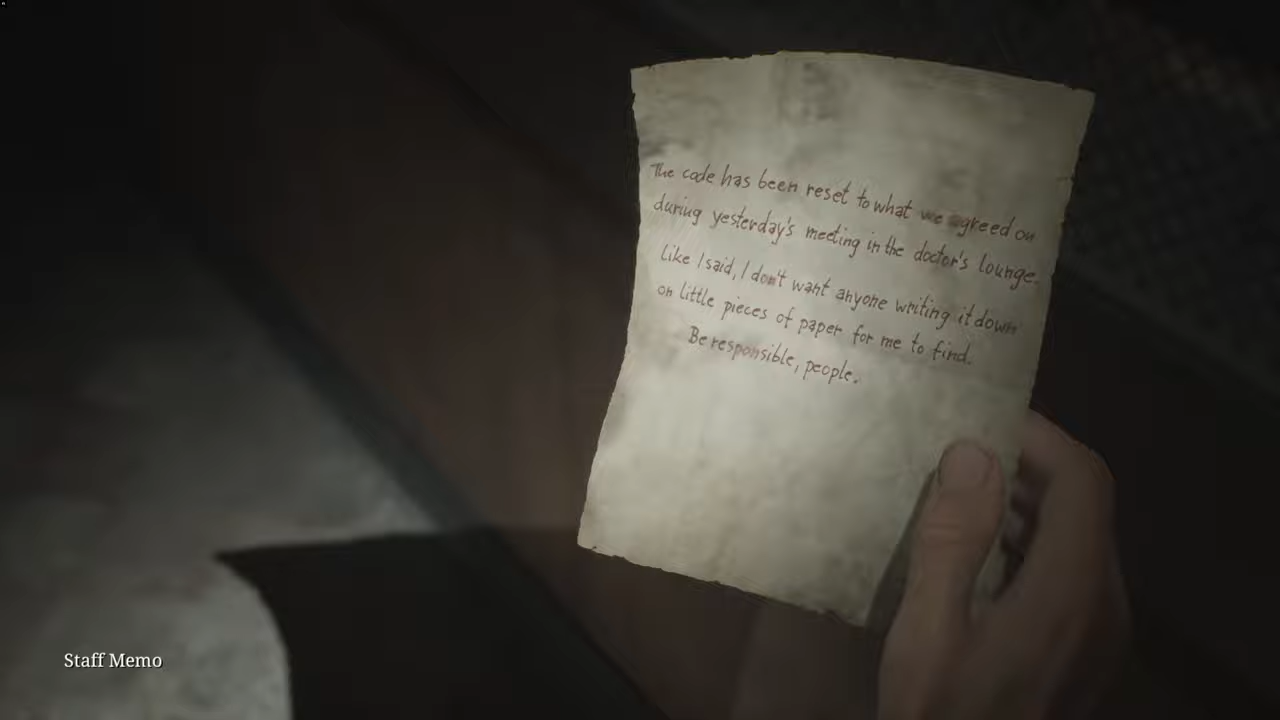 The code has been reset to what we agreed on
during yesterday's meeting in the doctor's lounge.
Like I said, I don't want anyone writing it down
on little pieces of paper for me to find.
Be responsible, people.
Staff Memo